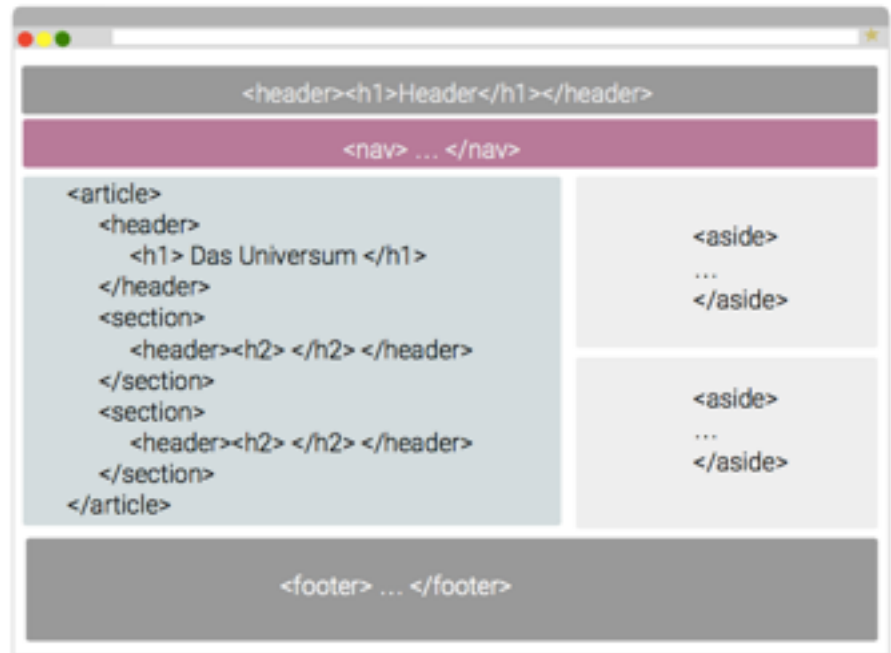 <header><h1>Header</h1></header>
<nav> ... </nav>
<article>
<header>
<h1> Das Universum </h1>
</header>
<section>
<header><h2> </h2> </header>
</section>
<section>
<header><h2> </h2> </header>
</section>
</article>
<aside>
...
</aside>
<aside>
...
</aside>
<footer> ... </footer>